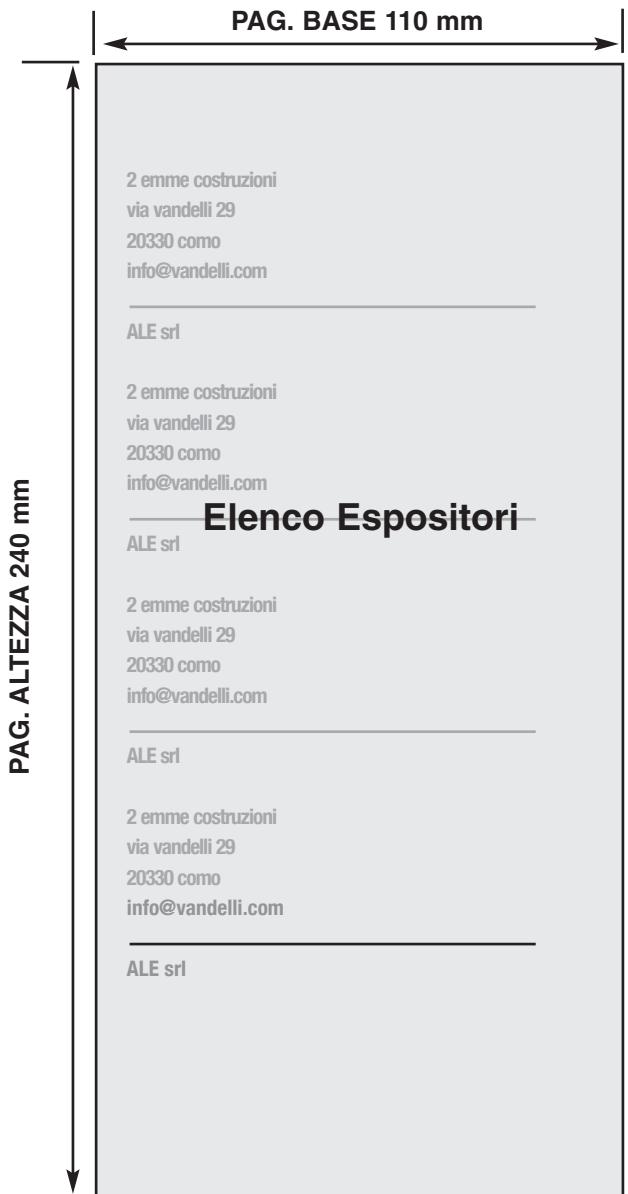 PAG. BASE 110 mm
PAG. ALTEZZA 240 mm
2 emme costruzioni
via vandelli 29
20330 como
info@vandelli.com
ALE srl
2 emme costruzioni
via vandelli 29
20330 como
info@vandelli.com
Elenco Espositori
ALE srl
2 emme costruzioni
via vandelli 29
20330 como
info@vandelli.com
ALE srl
2 emme costruzioni
via vandelli 29
20330 como
info@vandelli.com
ALE srl